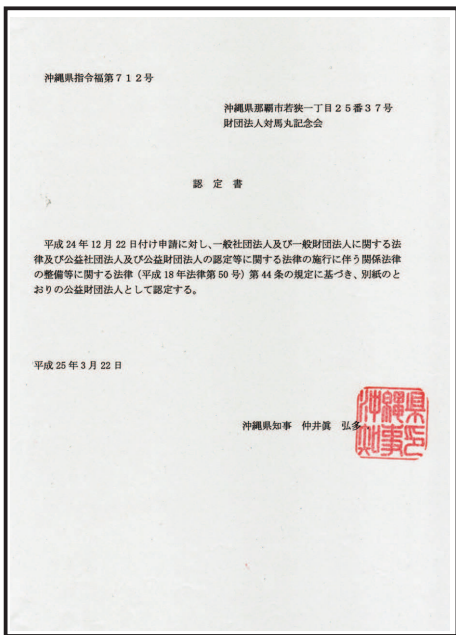 沖縄県指令福第712号
沖縄県那覇市若狭一丁目25番37号
財団法人対馬丸記念会
認定書
平成24年12月22日付け申請に対し、一般社団法人及び一般財団法人に関する法
律及び公益社団法人及び公益財団法人の認定等に関する法律の施行に伴う関係法律
の整備等に関する法律（平成18年法律第50号）第44条の規定に基づき、別紙のと
おりの公益財団法人として認定する。
平成25年3月22日
沖縄県知事 仲井眞 弘多
沖縄県知事之印